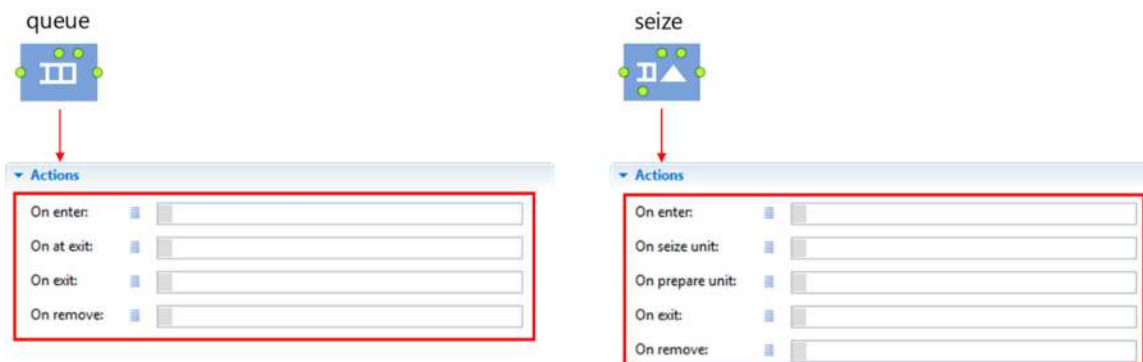 queue
Actions
On enter:
On at exit:
On exit:
On remove:
seize
Actions
On enter:
On seize unit:
On prepare unit:
On exit:
On remove: